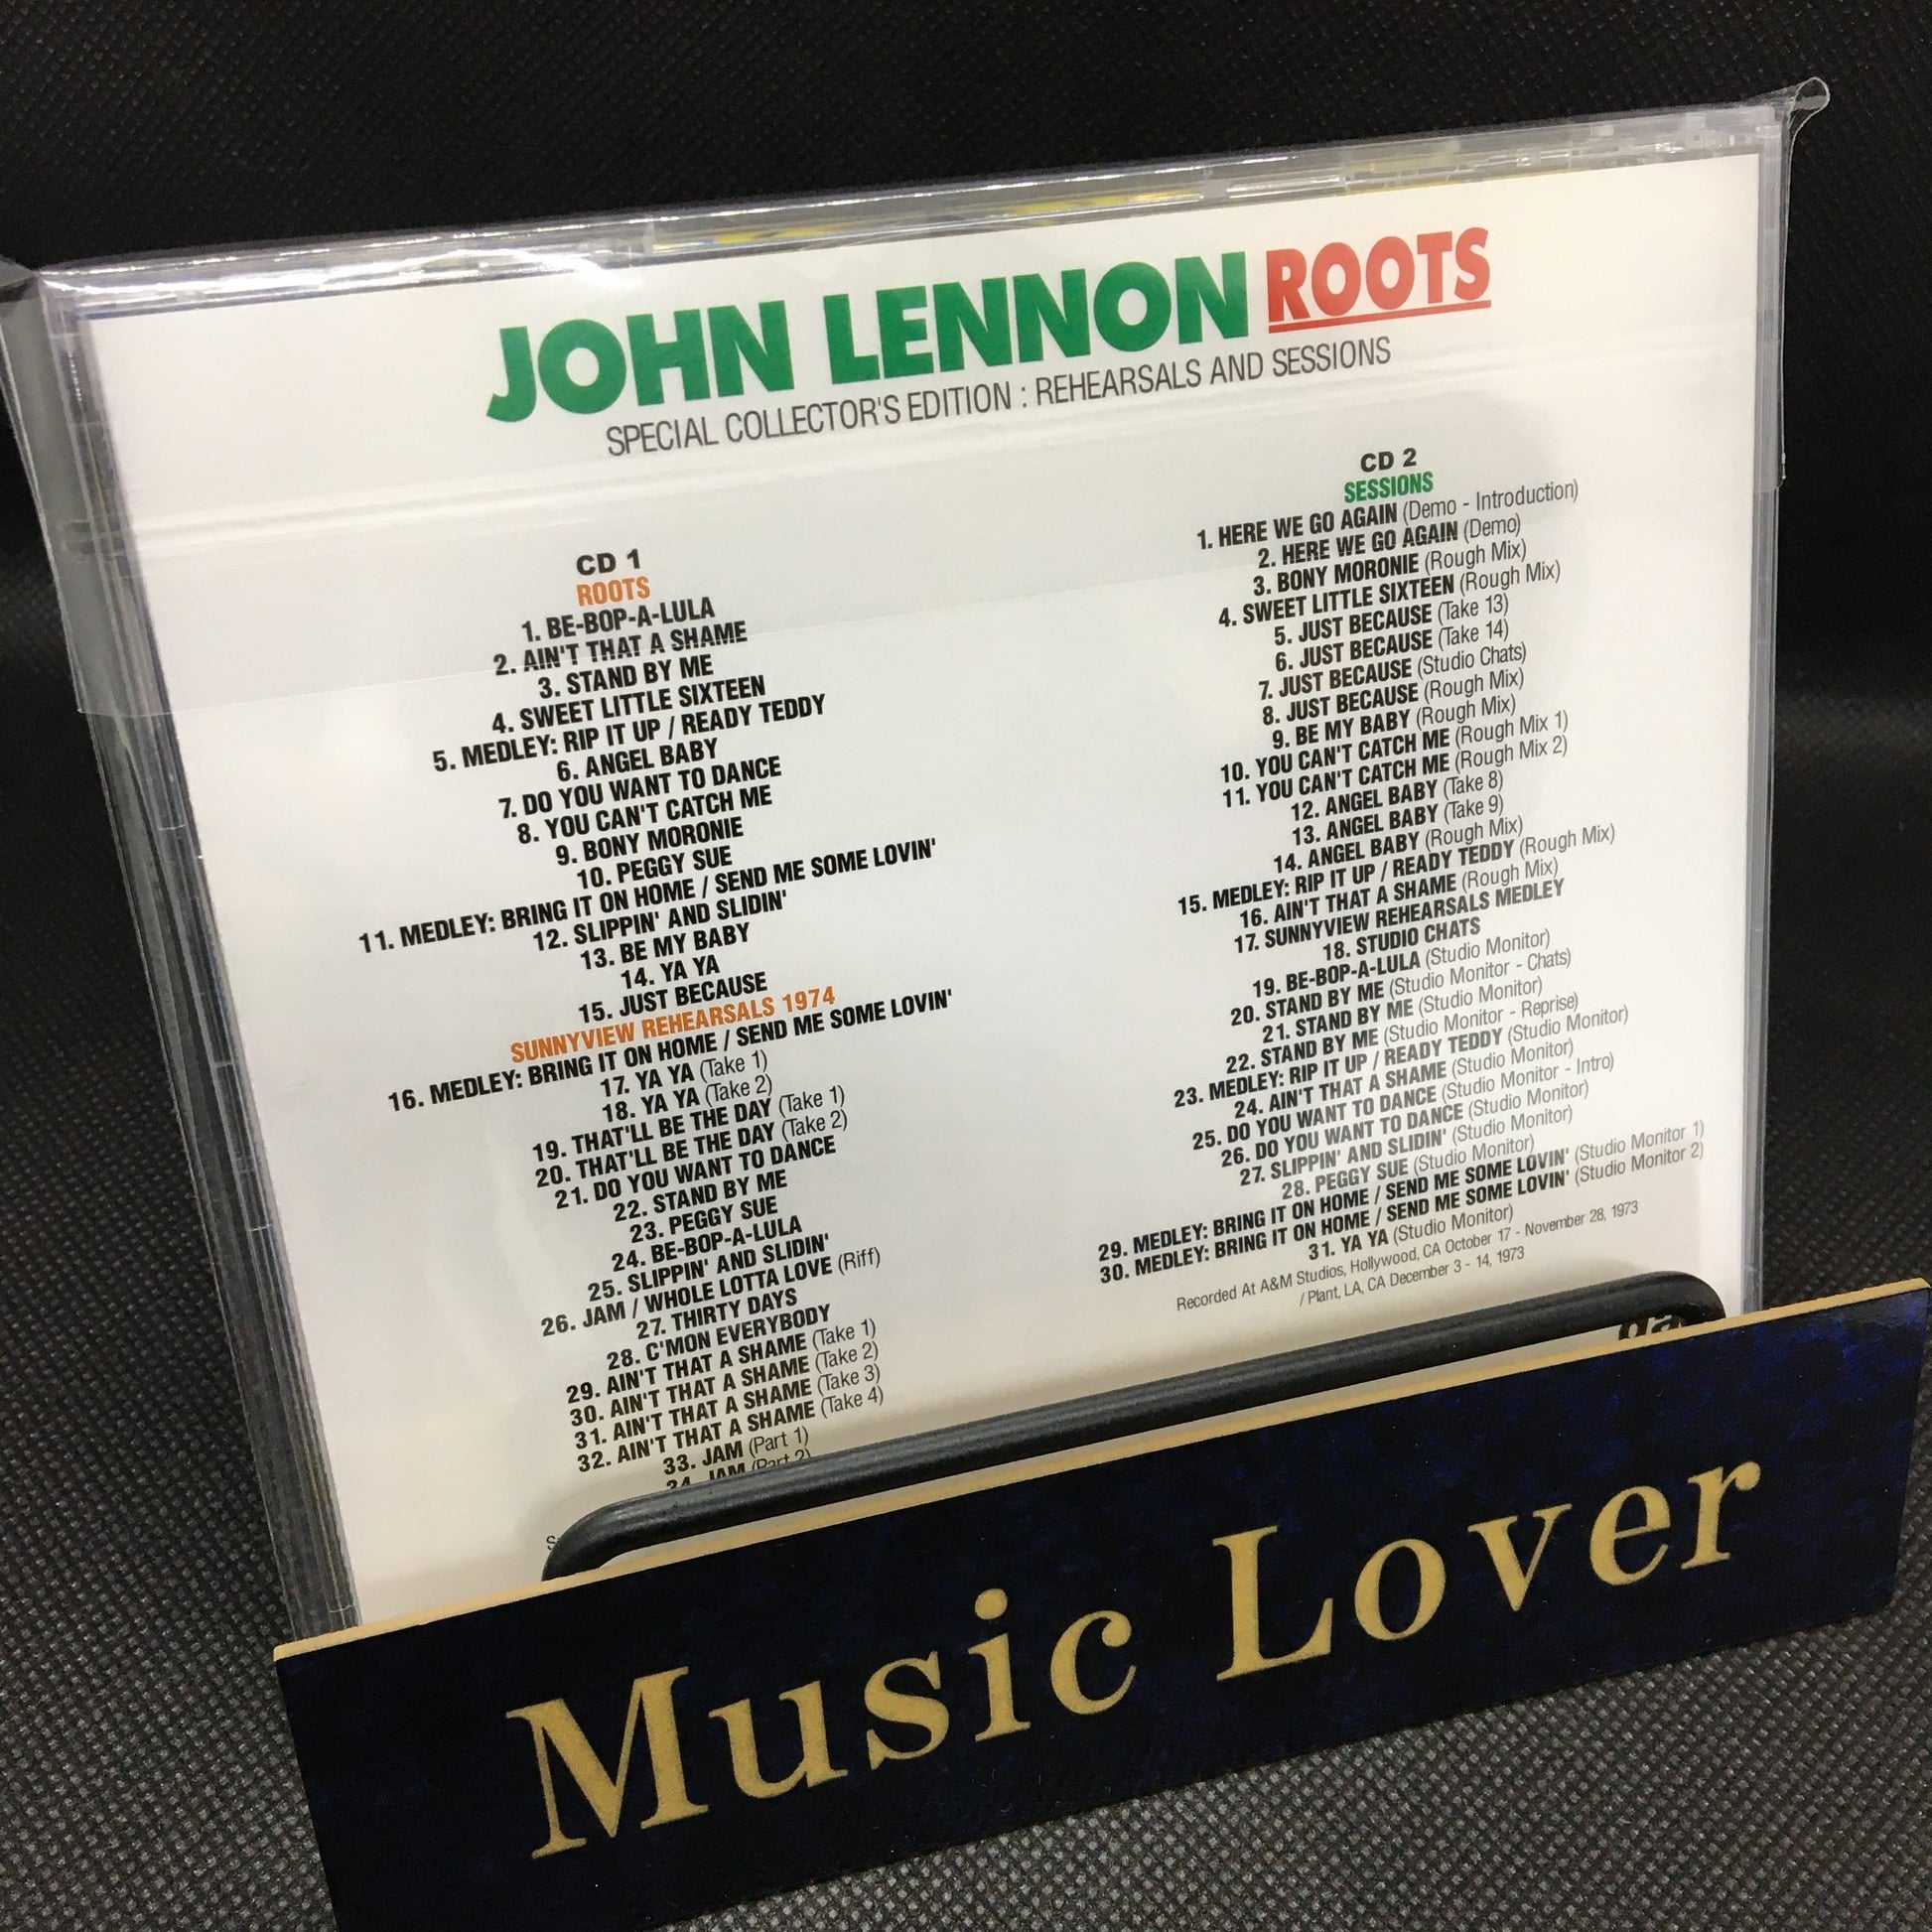 JOHN LENNON ROOTS
SPECIAL COLLECTOR'S EDITION : REHEARSALS AND SESSIONS
CD 1
ROOTS
1. BE-BOP-A-LULA
2. AIN'T THAT A SHAME
3. STAND BY ME
4. SWEET LITTLE SIXTEEN
5. MEDLEY: RIP IT UP / READY TEDDY
6. ANGEL BABY
7. DO YOU WANT TO DANCE
8. YOU CAN'T CATCH ME
9. BONY MORONIE
10. PEGGY SUE
11. MEDLEY: BRING IT ON HOME / SEND ME SOME LOVIN'
12. SLIPPIN' AND SLIDIN'
13. BE MY BABY
14. YA YA
15. JUST BECAUSE
SUNNYVIEW REHEARSALS 1974
16. MEDLEY: BRING IT ON HOME / SEND ME SOME LOVIN'
17. YA YA (Take 1)
18. YA YA (Take 2)
19. THAT'LL BE THE DAY (Take 1)
20. THAT'LL BE THE DAY (Take 2)
21. DO YOU WANT TO DANCE
22. STAND BY ME
23. PEGGY SUE
24. BE-BOP-A-LULA
25. SLIPPIN' AND SLIDIN'
26. JAM / WHOLE LOTTA LOVE (Riff)
27. THIRTY DAYS
28. C'MON EVERYBODY
29. AIN'T THAT A SHAME (Take 1)
30. AIN'T THAT A SHAME (Take 2)
31. AIN'T THAT A SHAME (Take 3)
32. AIN'T THAT A SHAME (Take 4)
33. JAM (Part 1)
34. JAM (Part 2)
CD 2
SESSIONS
1. HERE WE GO AGAIN (Demo - Introduction)
2. HERE WE GO AGAIN (Demo)
3. BONY MORONIE (Rough Mix)
4. SWEET LITTLE SIXTEEN (Rough Mix)
5. JUST BECAUSE (Take 13)
6. JUST BECAUSE (Take 14)
7. JUST BECAUSE (Studio Chats)
8. JUST BECAUSE (Rough Mix)
9. BE MY BABY (Rough Mix)
10. YOU CAN'T CATCH ME (Rough Mix 1)
11. YOU CAN'T CATCH ME (Rough Mix 2)
12. ANGEL BABY (Take 8)
13. ANGEL BABY (Take 9)
14. ANGEL BABY (Rough Mix)
15. MEDLEY: RIP IT UP / READY TEDDY (Rough Mix)
16. AIN'T THAT A SHAME (Rough Mix)
17. SUNNYVIEW REHEARSALS MEDLEY
18. STUDIO CHATS
19. BE-BOP-A-LULA (Studio Monitor)
20. STAND BY ME (Studio Monitor - Chats)
21. STAND BY ME (Studio Monitor)
22. STAND BY ME (Studio Monitor - Reprise)
23. MEDLEY: RIP IT UP / READY TEDDY (Studio Monitor)
24. AIN'T THAT A SHAME (Studio Monitor)
25. DO YOU WANT TO DANCE (Studio Monitor - Intro)
26. DO YOU WANT TO DANCE (Studio Monitor)
27. SLIPPIN' AND SLIDIN' (Studio Monitor)
28. PEGGY SUE (Studio Monitor)
29. MEDLEY: BRING IT ON HOME / SEND ME SOME LOVIN' (Studio Monitor 1)
30. MEDLEY: BRING IT ON HOME / SEND ME SOME LOVIN' (Studio Monitor 2)
31. YA YA (Studio Monitor)
Recorded At A&M Studios, Hollywood, CA October 17 - November 28, 1973
/ Plant, LA, CA December 3 - 14, 1973
Music Lover